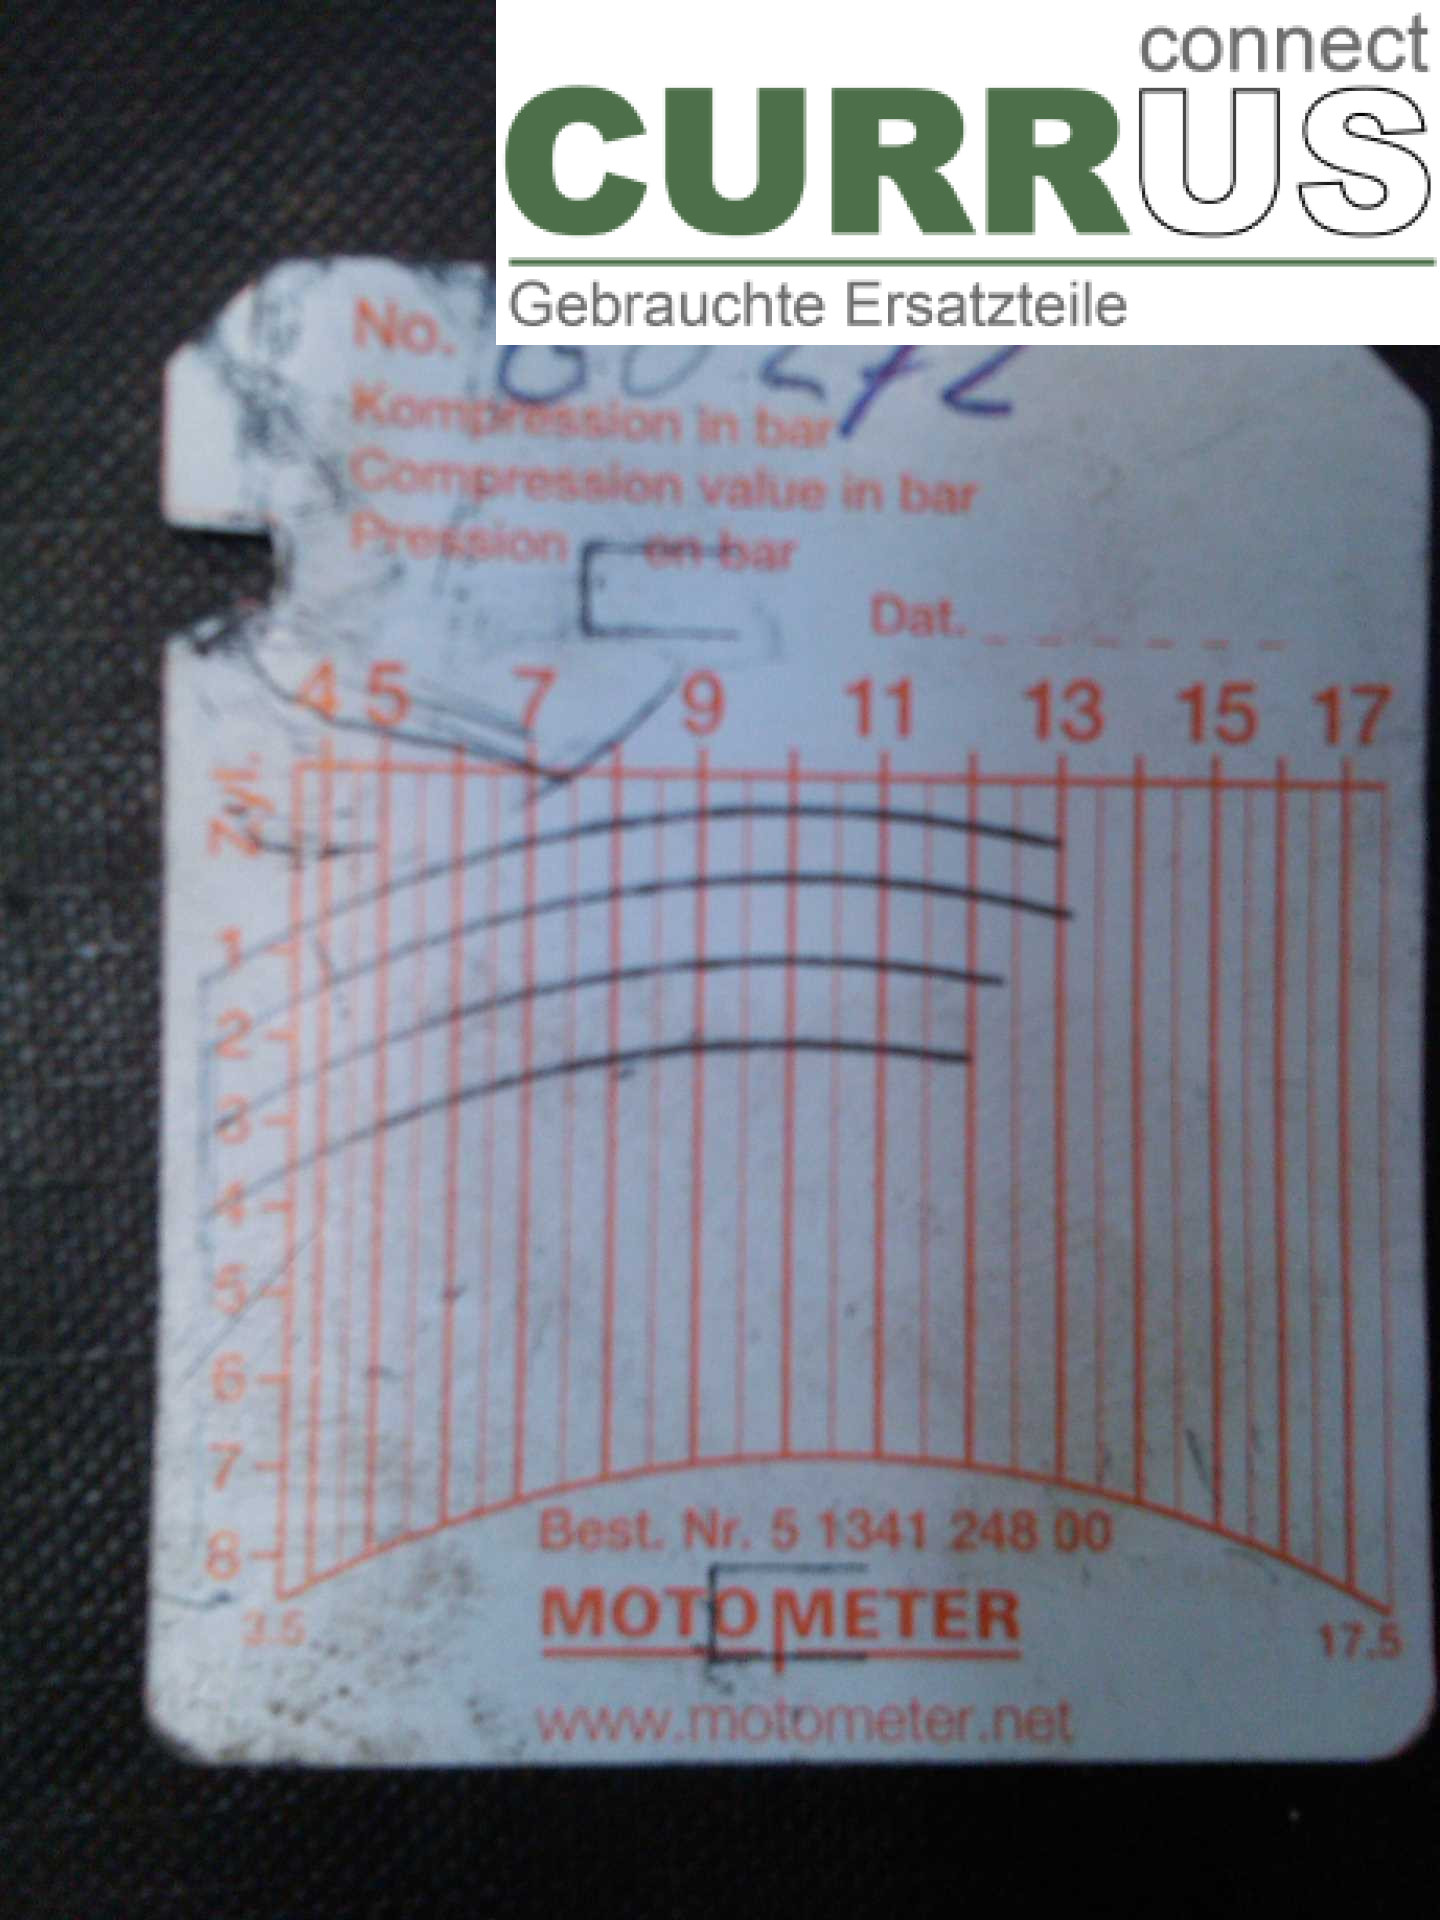 connect
CURRUS
Gebrauchte Ersatzteile
No.
Kompression in bar
Compression value in bar
Pression en bar
Dat.
4 5 7 9 11 13 15 17
Zyl.
1
2
3
4
5
6
7
8
3.5
17.5
Best. Nr. 5 1341 248 00
MOTOMETER
www.motometer.net